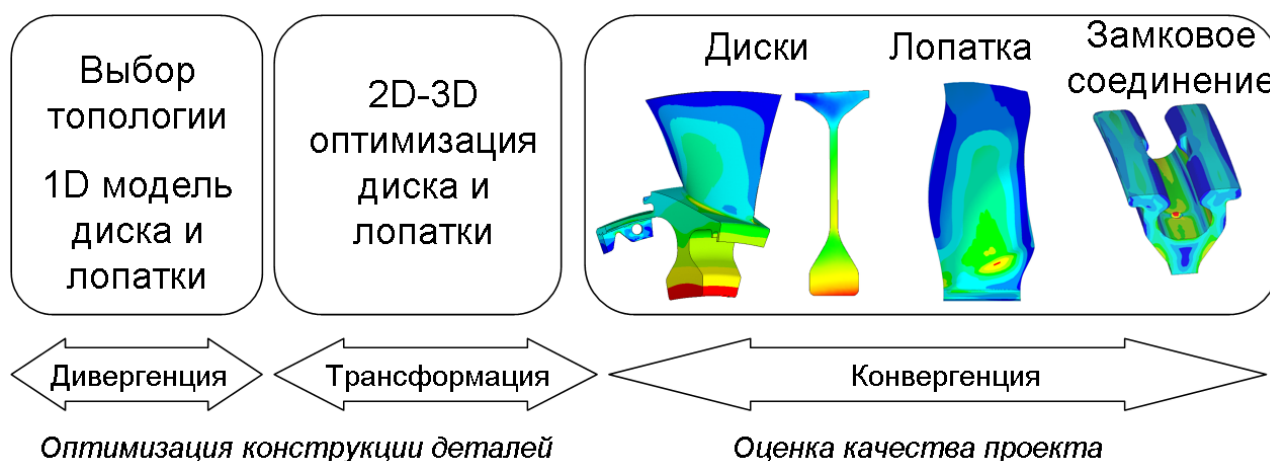 Выбор
топологии
1D модель
диска и
лопатки
2D-3D
оптимизация
диска и
лопатки
Диски
Лопатка
Замковое
соединение
Дивергенция
Трансформация
Конвергенция
Оптимизация конструкции деталей
Оценка качества проекта